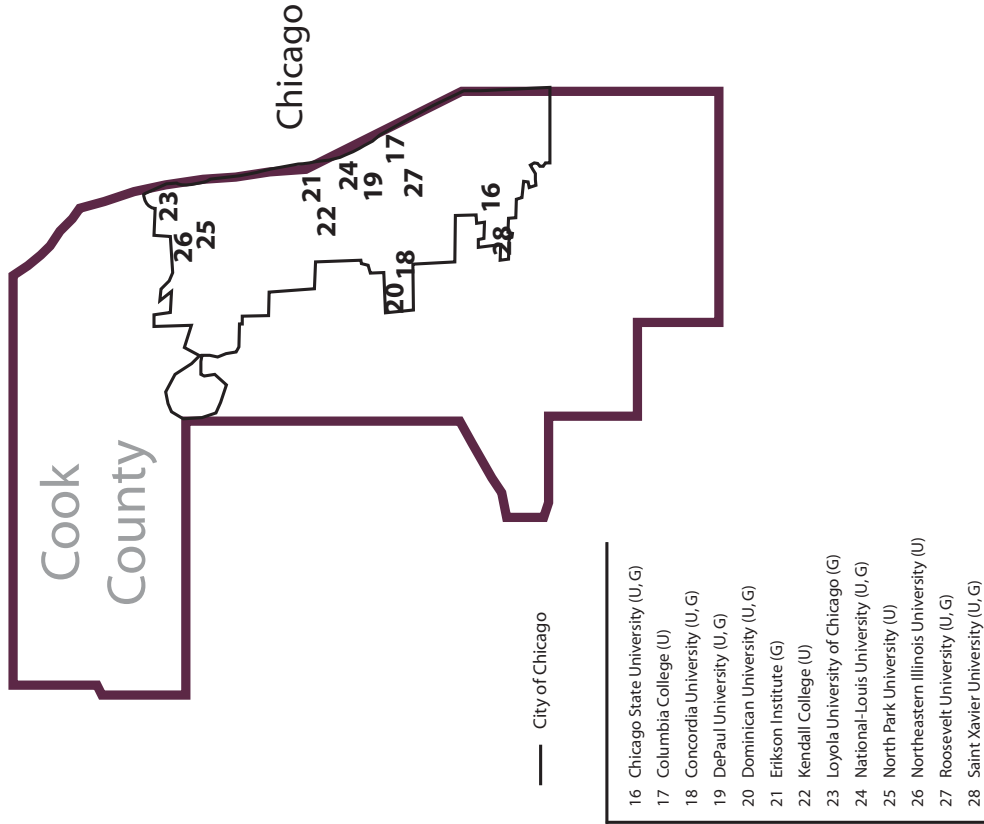 Cook
County
Chicago
23
26
25
21
22
24
19
17
27
18
20
16
28
City of Chicago
16 Chicago State University (U, G)
17 Columbia College (U)
18 Concordia University (U, G)
19 DePaul University (U, G)
20 Dominican University (U, G)
21 Erikson Institute (G)
22 Kendall College (U)
23 Loyola University of Chicago (G)
24 National-Louis University (U, G)
25 North Park University (U)
26 Northeastern Illinois University (U)
27 Roosevelt University (U, G)
28 Saint Xavier University (U, G)